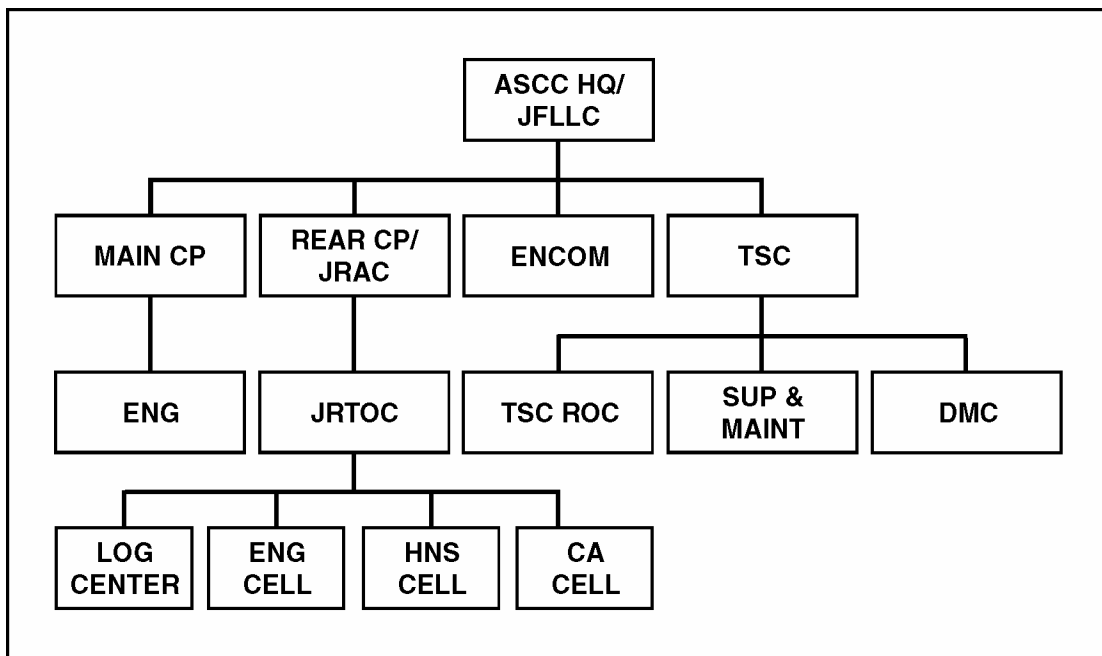 ASCC HQ/
JFLLC
MAIN CP
REAR CP/
JRAC
ENCOM
TSC
ENG
JRTOC
TSC ROC
SUP &
MAINT
DMC
LOG
CENTER
ENG
CELL
HNS
CELL
CA
CELL